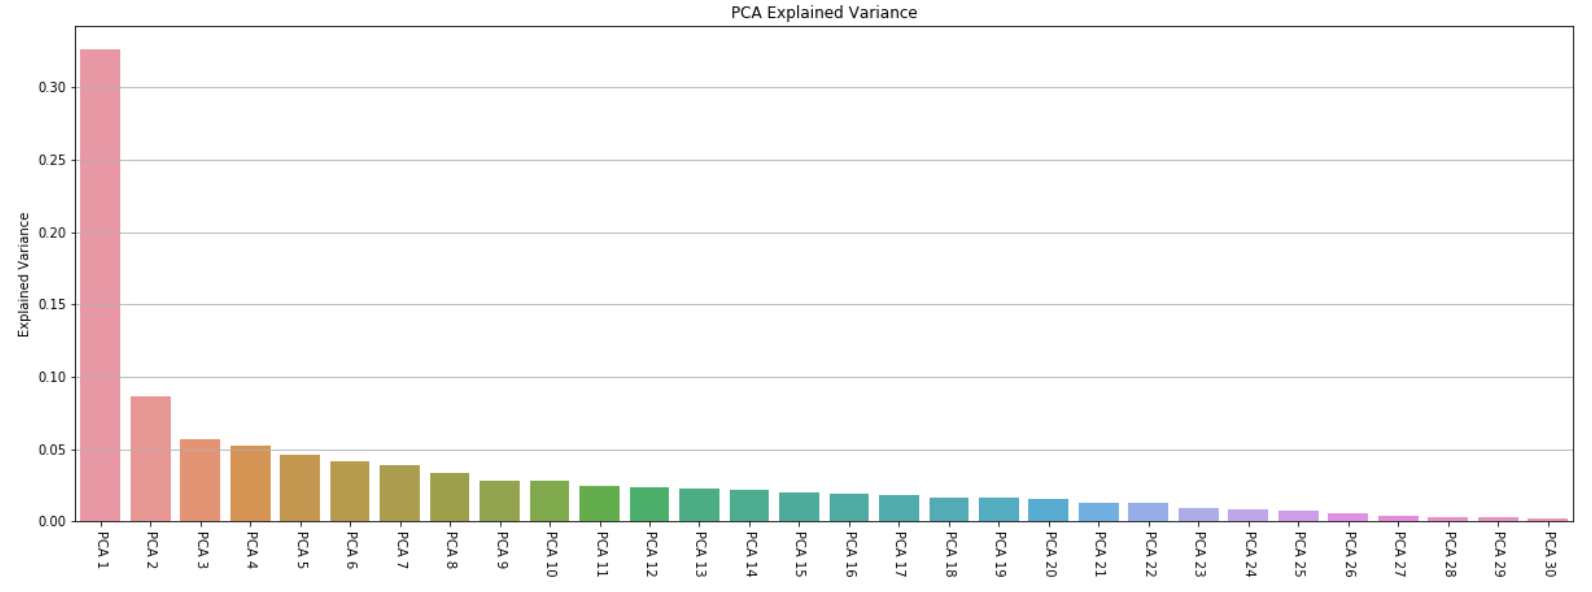 PCA Explained Variance
Explained Variance
0.30
0.25
0.20
0.15
0.10
0.05
0.00
PCA 1
PCA 2
PCA 3
PCA 4
PCA 5
PCA 6
PCA 7
PCA 8
PCA 9
PCA 10
PCA 11
PCA 12
PCA 13
PCA 14
PCA 15
PCA 16
PCA 17
PCA 18
PCA 19
PCA 20
PCA 21
PCA 22
PCA 23
PCA 24
PCA 25
PCA 26
PCA 27
PCA 28
PCA 29
PCA 30